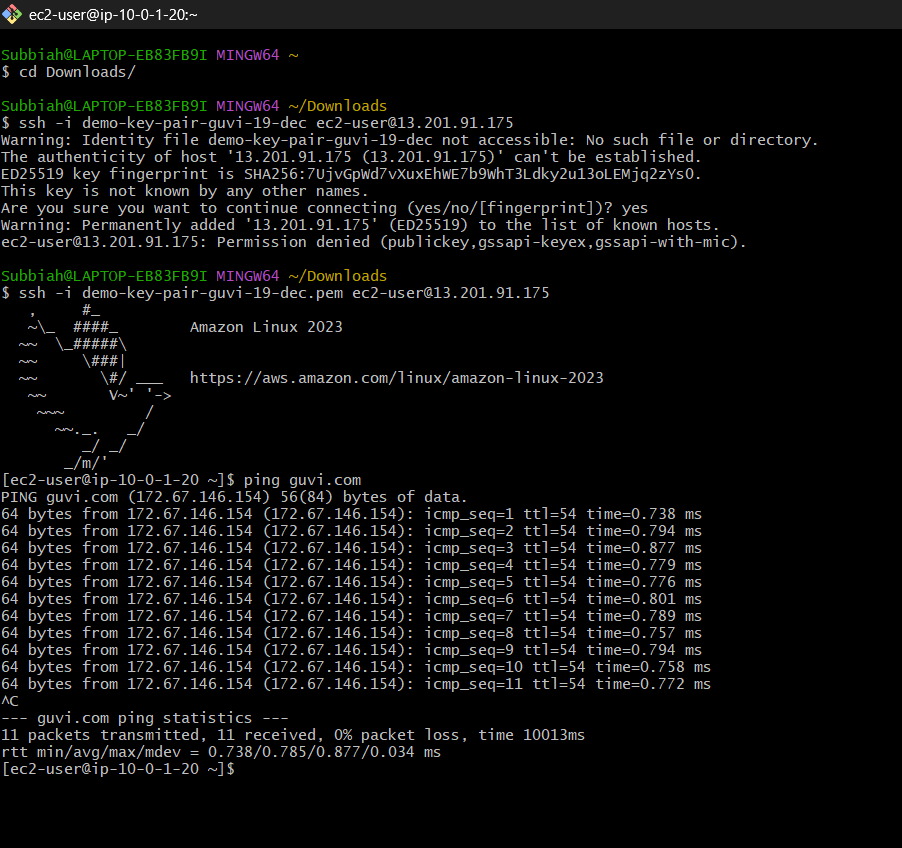 ec2-user@ip-10-0-1-20:~
Subbiah@LAPTOP-EB83FB9I MINGW64 ~
$ cd Downloads/
Subbiah@LAPTOP-EB83FB9I MINGW64 ~/Downloads
$ ssh -i demo-key-pair-guvi-19-dec ec2-user@13.201.91.175
Warning: Identity file demo-key-pair-guvi-19-dec not accessible: No such file or directory.
The authenticity of host '13.201.91.175 (13.201.91.175)' can't be established.
ED25519 key fingerprint is SHA256:7UjvGpWd7vXuxEhWE7b9WhT3Ldky2u13oLEMjq2zYs0.
This key is not known by any other names.
Are you sure you want to continue connecting (yes/no/[fingerprint])? yes
Warning: Permanently added '13.201.91.175' (ED25519) to the list of known hosts.
ec2-user@13.201.91.175: Permission denied (publickey,gssapi-keyex,gssapi-with-mic).
Subbiah@LAPTOP-EB83FB9I MINGW64 ~/Downloads
$ ssh -i demo-key-pair-guvi-19-dec.pem ec2-user@13.201.91.175
   ,     #_
   ~\_  ####_        Amazon Linux 2023
  ~~  \_#####\
  ~~     \###|
  ~~       \#/ ___   https://aws.amazon.com/linux/amazon-linux-2023
   ~~       V~' '->
    ~~~         /
      ~~._.   _/
         _/ _/
       _/m/'
[ec2-user@ip-10-0-1-20 ~]$ ping guvi.com
PING guvi.com (172.67.146.154) 56(84) bytes of data.
64 bytes from 172.67.146.154 (172.67.146.154): icmp_seq=1 ttl=54 time=0.738 ms
64 bytes from 172.67.146.154 (172.67.146.154): icmp_seq=2 ttl=54 time=0.794 ms
64 bytes from 172.67.146.154 (172.67.146.154): icmp_seq=3 ttl=54 time=0.877 ms
64 bytes from 172.67.146.154 (172.67.146.154): icmp_seq=4 ttl=54 time=0.779 ms
64 bytes from 172.67.146.154 (172.67.146.154): icmp_seq=5 ttl=54 time=0.776 ms
64 bytes from 172.67.146.154 (172.67.146.154): icmp_seq=6 ttl=54 time=0.801 ms
64 bytes from 172.67.146.154 (172.67.146.154): icmp_seq=7 ttl=54 time=0.789 ms
64 bytes from 172.67.146.154 (172.67.146.154): icmp_seq=8 ttl=54 time=0.757 ms
64 bytes from 172.67.146.154 (172.67.146.154): icmp_seq=9 ttl=54 time=0.794 ms
64 bytes from 172.67.146.154 (172.67.146.154): icmp_seq=10 ttl=54 time=0.758 ms
64 bytes from 172.67.146.154 (172.67.146.154): icmp_seq=11 ttl=54 time=0.772 ms
^C
--- guvi.com ping statistics ---
11 packets transmitted, 11 received, 0% packet loss, time 10013ms
rtt min/avg/max/mdev = 0.738/0.785/0.877/0.034 ms
[ec2-user@ip-10-0-1-20 ~]$